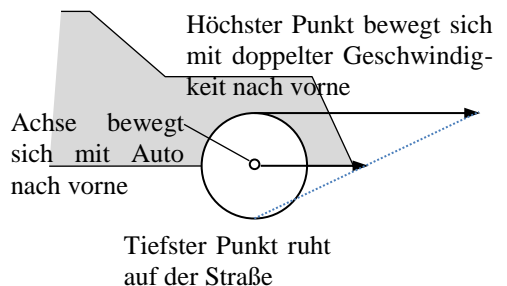 Höchster Punkt bewegt sich
mit doppelter Geschwindig-
keit nach vorne
Achse bewegt
sich mit Auto
nach vorne
Tiefster Punkt ruht
auf der Straße